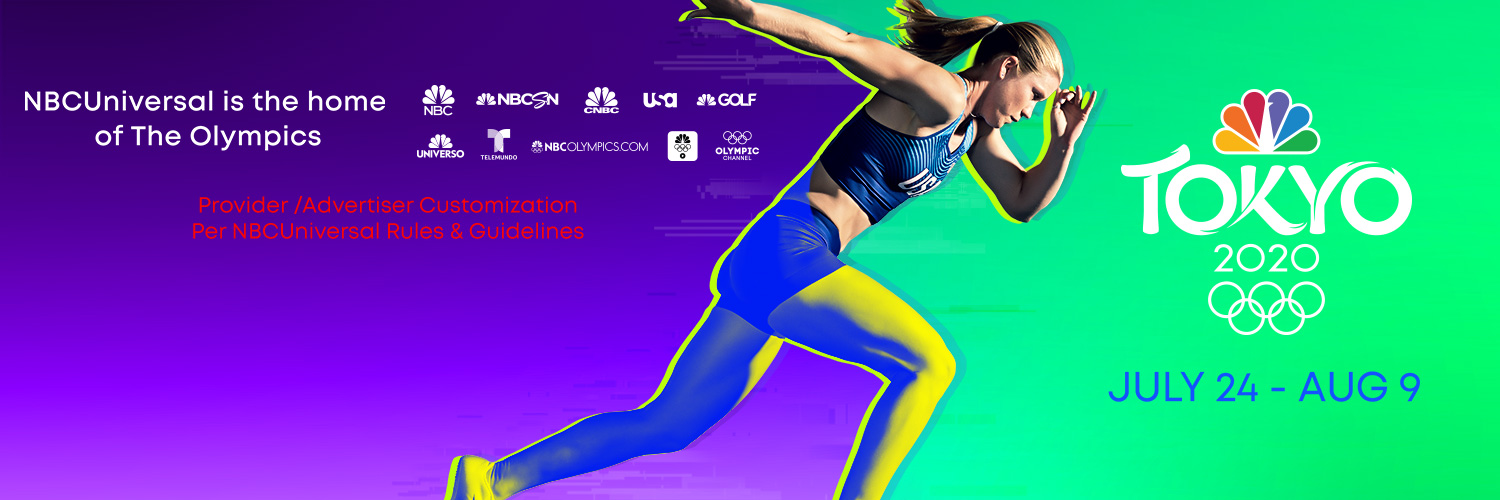 NBCUniversal is the home
of The Olympics
NBC
NBCSN
CNBC
USA
GOLF
UNIVERSO
TELEMUNDO
NBCOLYMPICS.COM
OLYMPIC
CHANNEL
Provider /Advertiser Customization
Per NBCUniversal Rules & Guidelines
USA
TOKYO
2020
JULY 24 - AUG 9